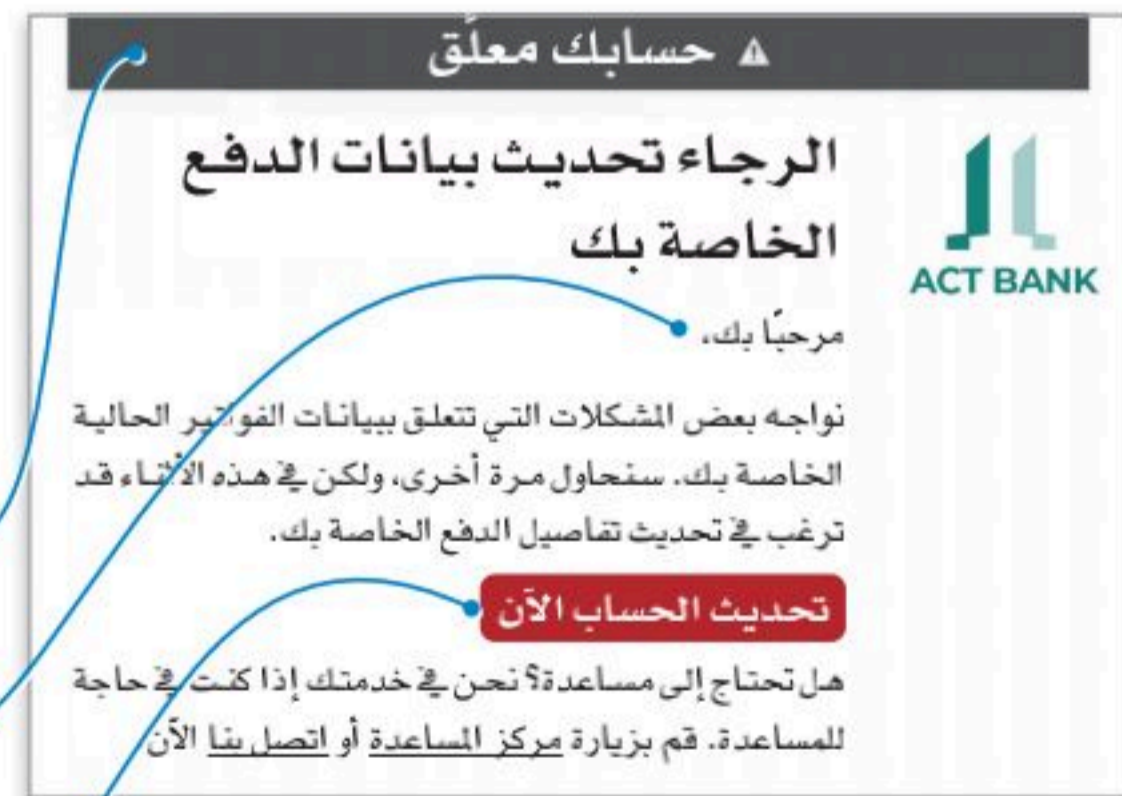 ⚠ حسابك معلَّق
الرجاء تحديث بيانات الدفع
الخاصة بك
ACT BANK
مرحبًا بك،
نواجه بعض المشكلات التي تتعلق ببيانات الفواتير الحالية
الخاصة بك. سنحاول مرة أخرى، ولكن في هذه الأثناء قد
ترغب في تحديث تفاصيل الدفع الخاصة بك.
تحديث الحساب الآن
هل تحتاج إلى مساعدة؟ نحن في خدمتك إذا كنت في حاجة
للمساعدة. قم بزيارة مركز المساعدة أو اتصل بنا الآن